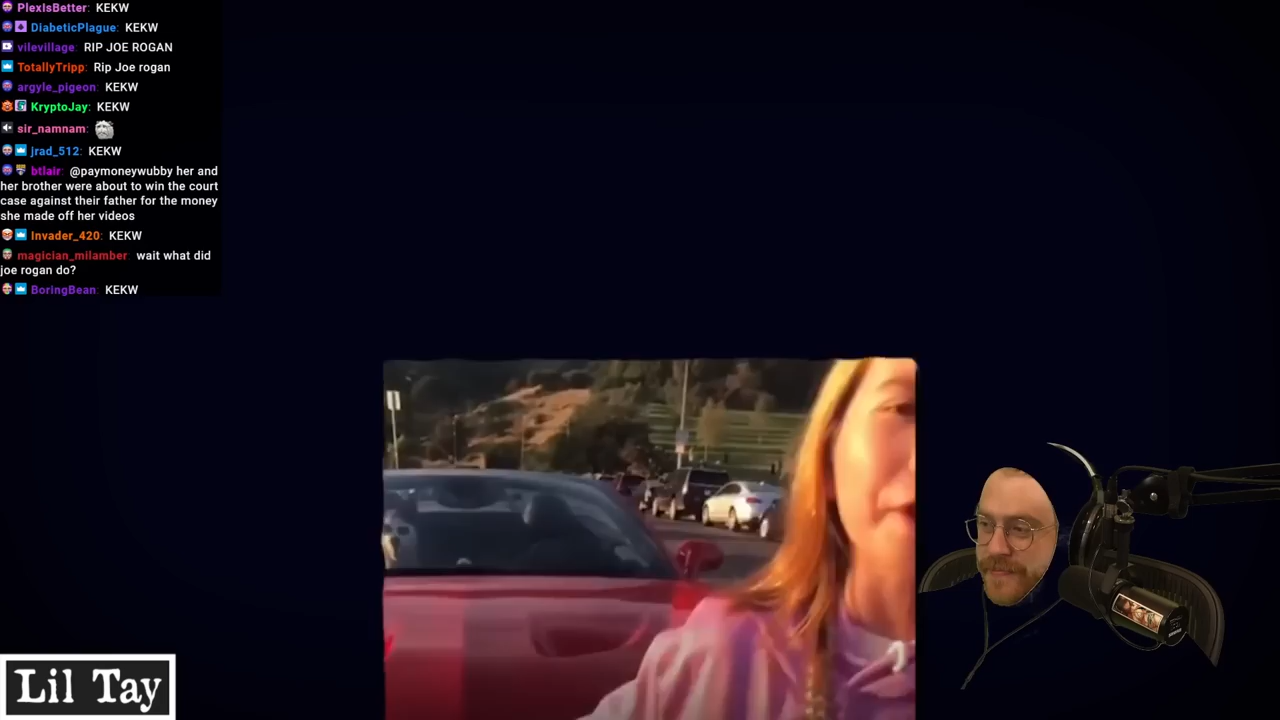 PlexIsBetter: KEKW
DiabeticPlague: KEKW
vilevillage: RIP JOE ROGAN
TotallyTripp: Rip Joe rogan
argyle_pigeon: KEKW
KryptoJay: KEKW
sir_namnam:
jrad_512: KEKW
btlair: @paymoneywubby her and
her brother were about to win the court
case against their father for the money
she made off her videos
Invader_420: KEKW
magician_milamber: wait what did
joe rogan do?
BoringBean: KEKW
Lil Tay